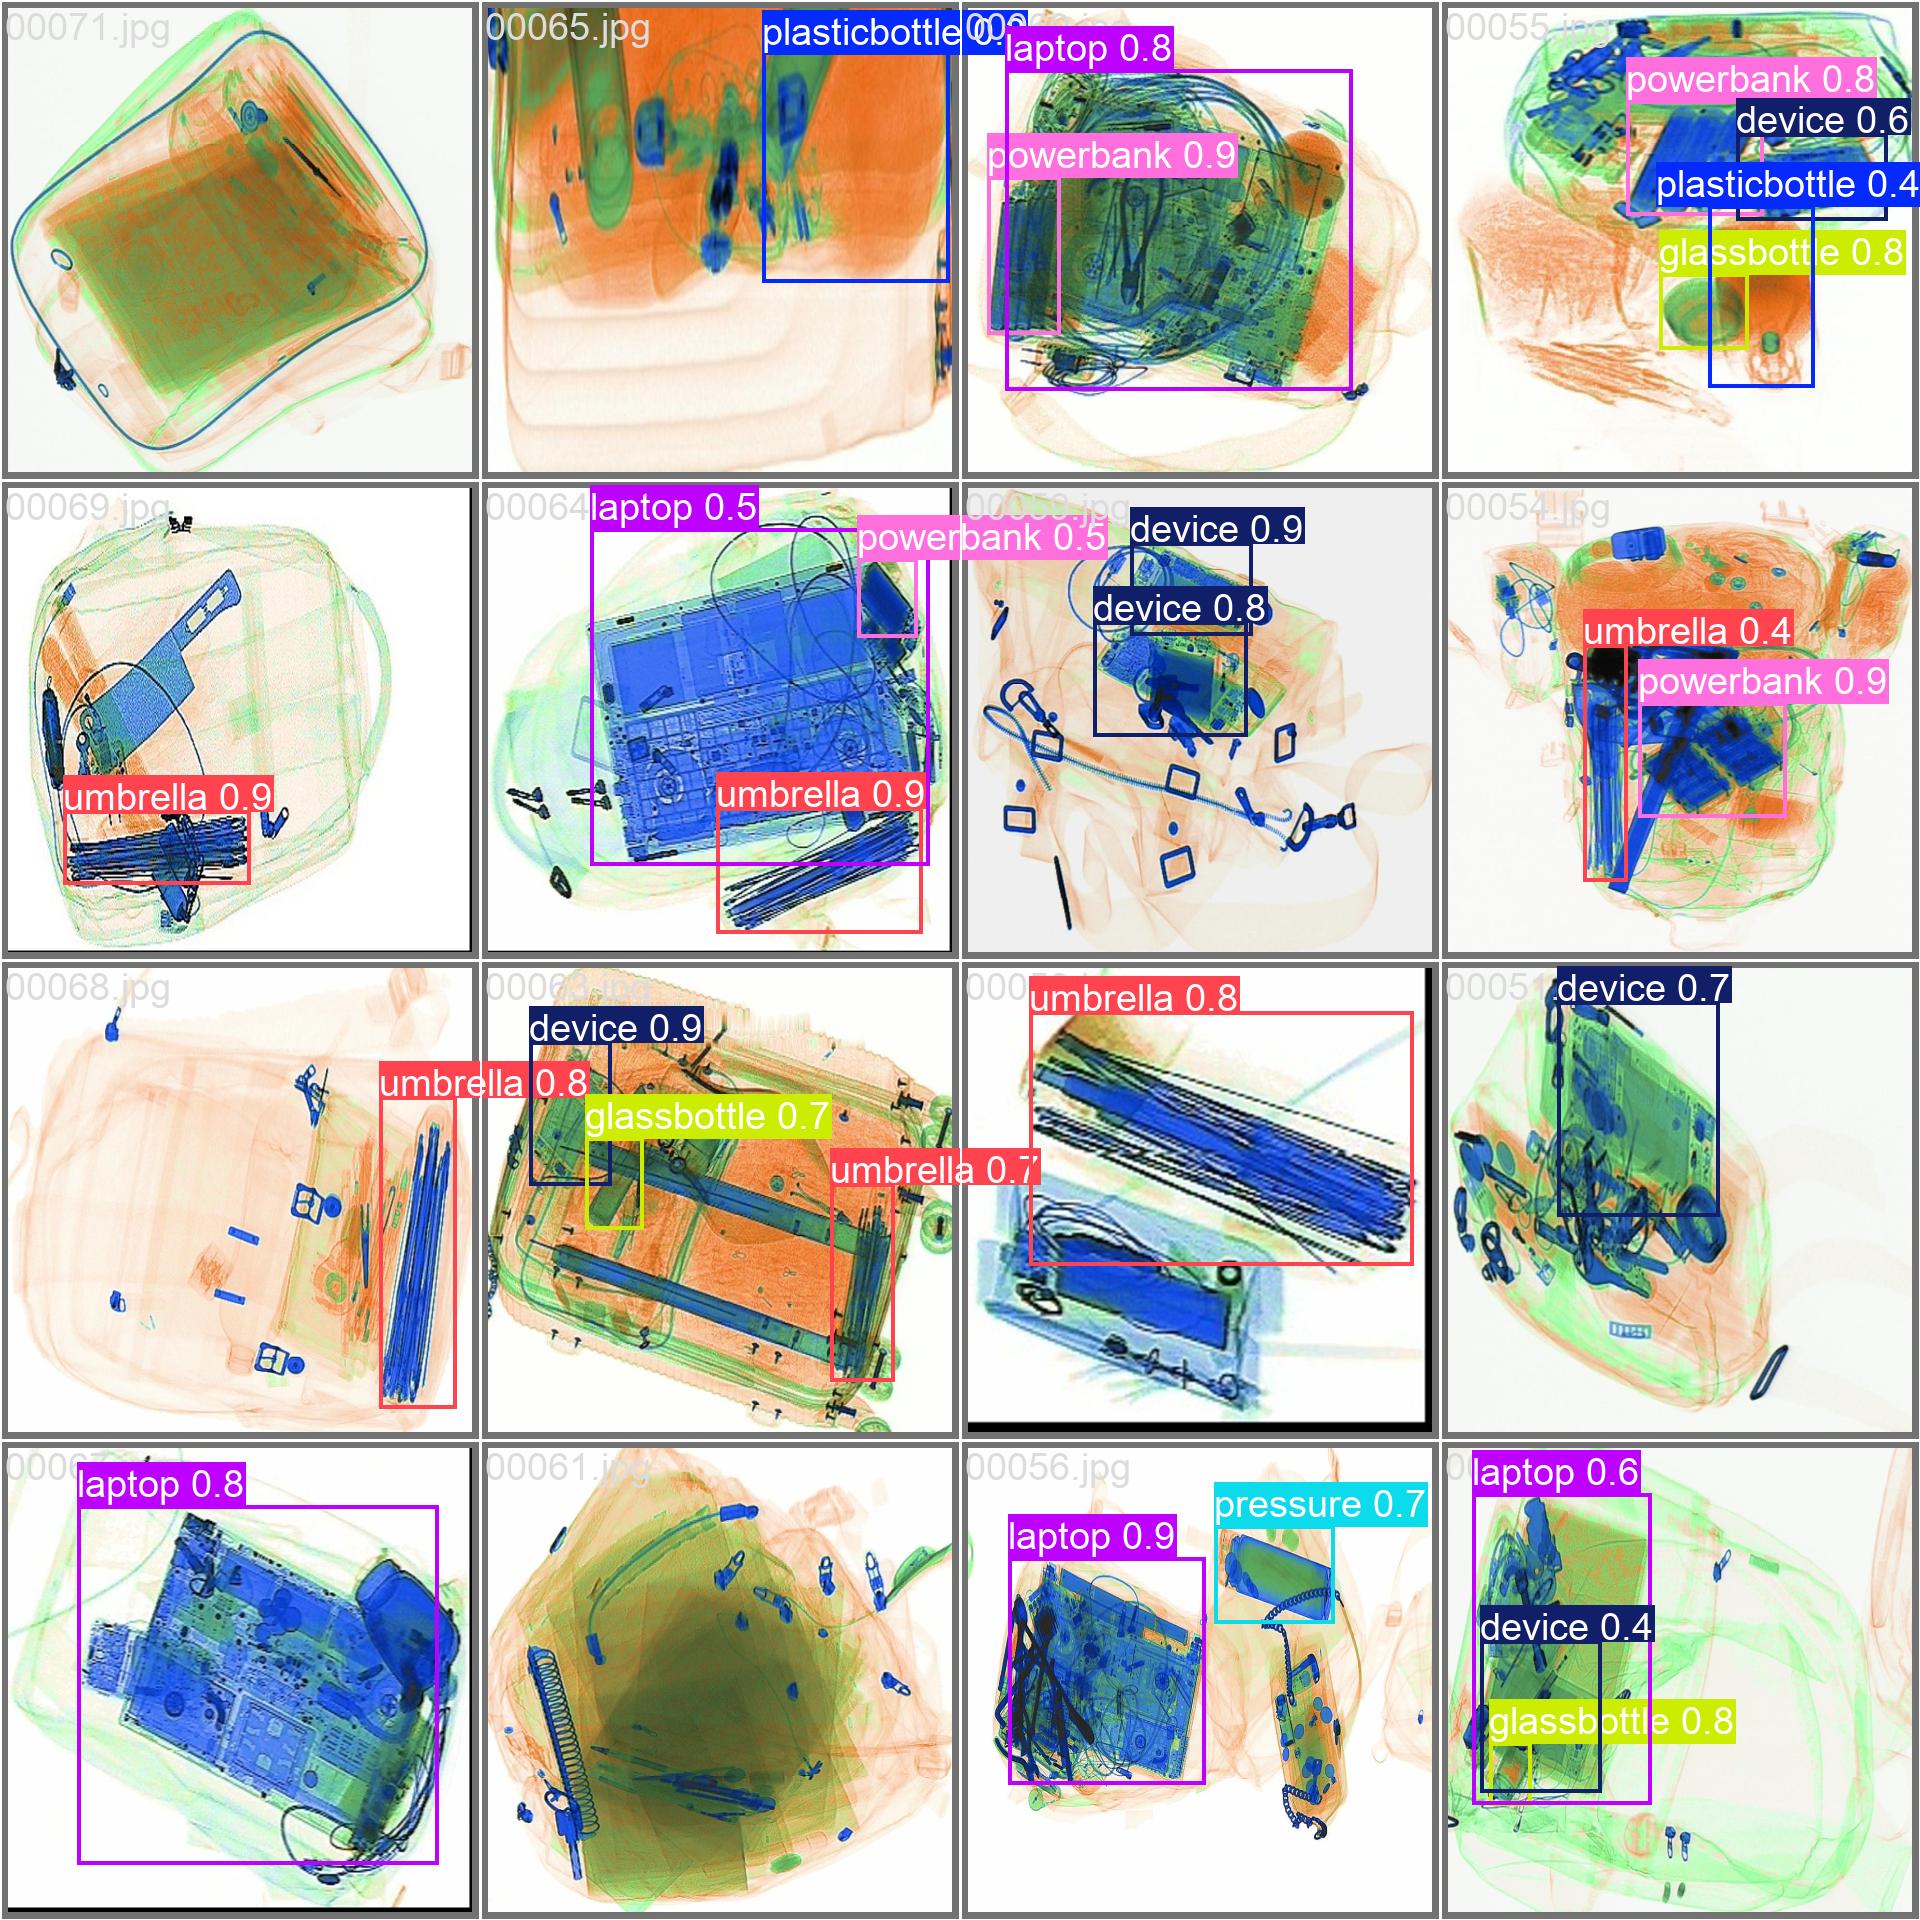 00071.jpg
00065.jpg
plasticbottle
laptop 0.8
powerbank 0.9
00055.jpg
powerbank 0.8
device 0.6
plasticbottle 0.4
glassbottle 0.8
00069.jpg
umbrella 0.9
00064
laptop 0.5
powerbank 0.5
umbrella 0.9
device 0.9
device 0.8
00054.jpg
umbrella 0.4
powerbank 0.9
00068.jpg
umbrella 0.8
00063.jpg
device 0.9
glassbottle 0.7
umbrella 0.7
umbrella 0.8
device 0.7
laptop 0.8
00061.jpg
00056.jpg
laptop 0.9
pressure 0.7
laptop 0.6
device 0.4
glassbottle 0.8